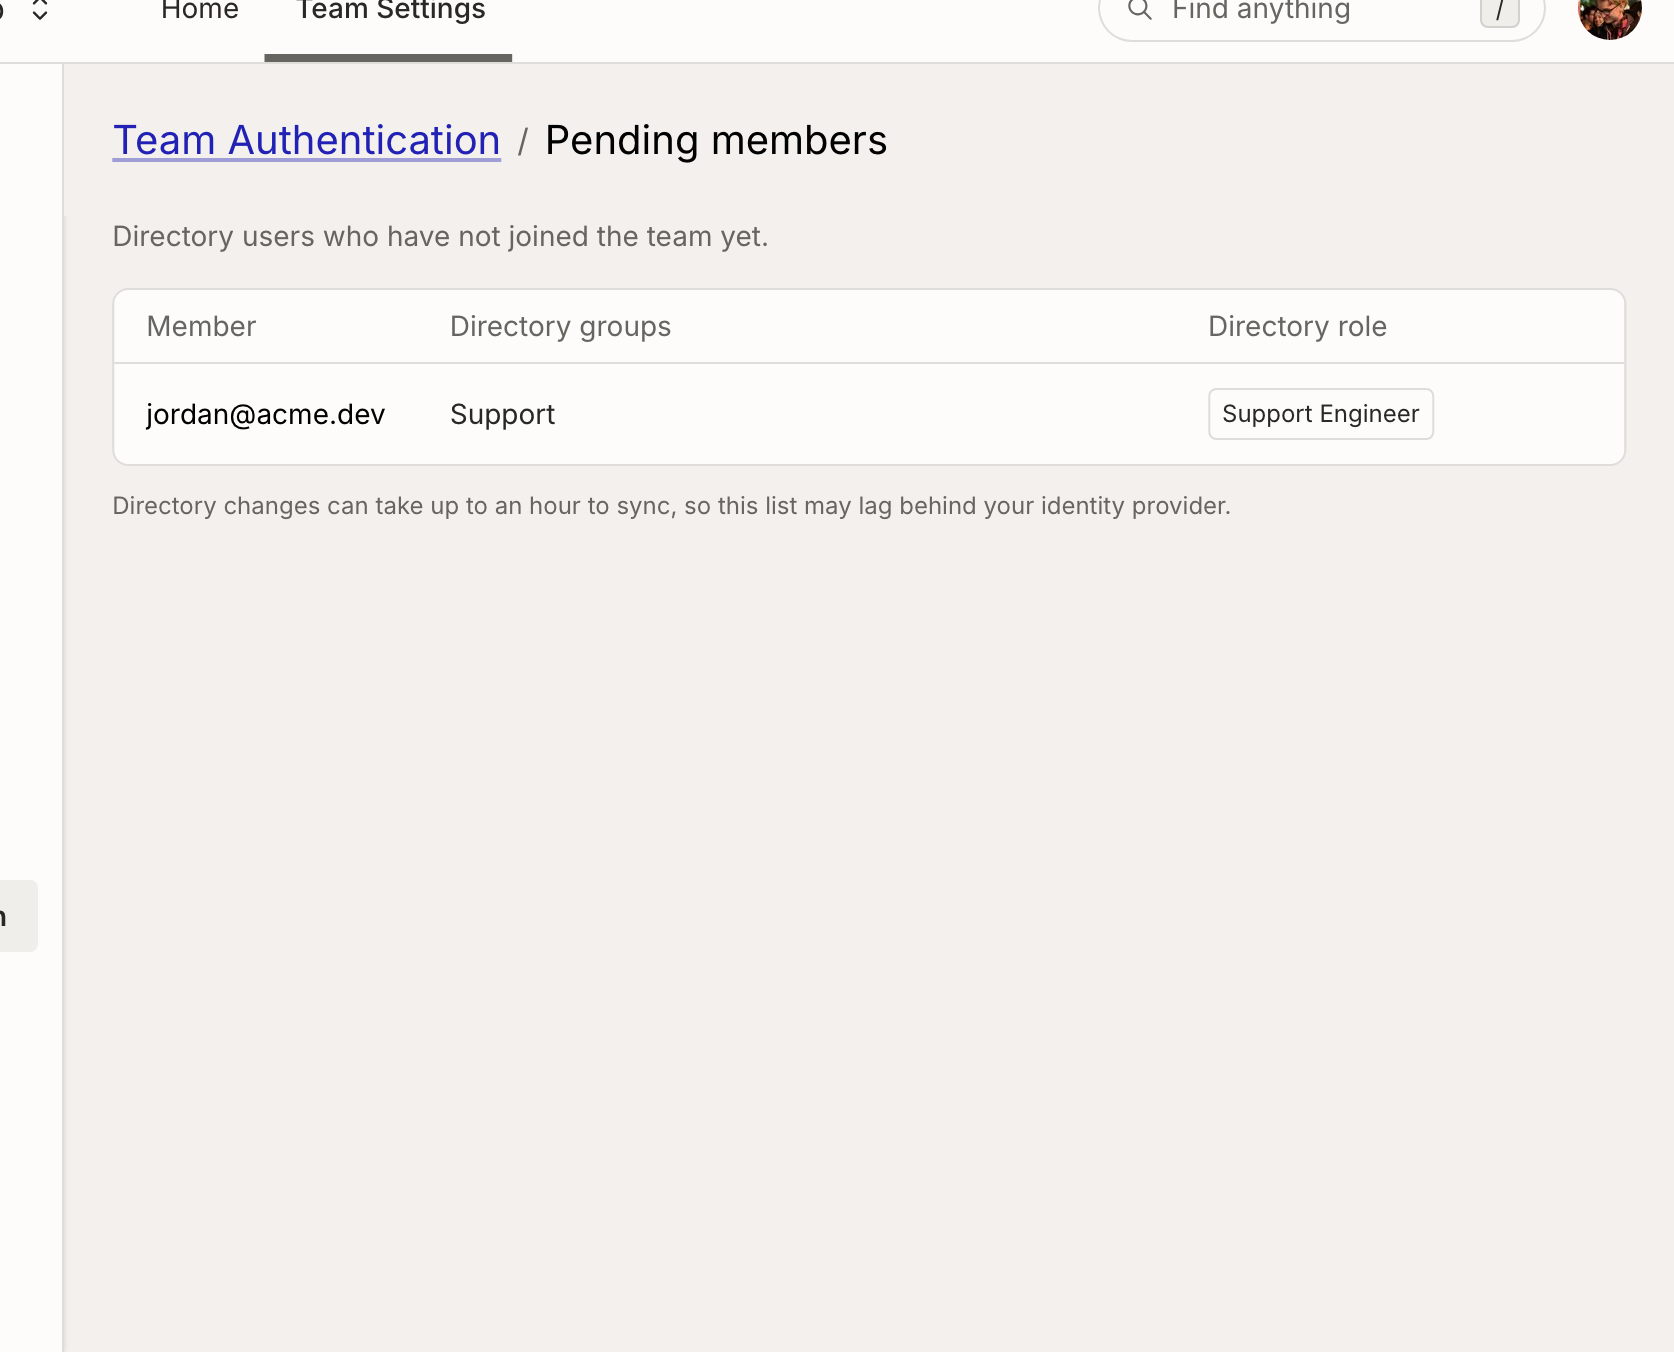 Home Team Settings Find anything /
Team Authentication / Pending members
Directory users who have not joined the team yet.
Member Directory groups Directory role
jordan@acme.dev Support Support Engineer
Directory changes can take up to an hour to sync, so this list may lag behind your identity provider.